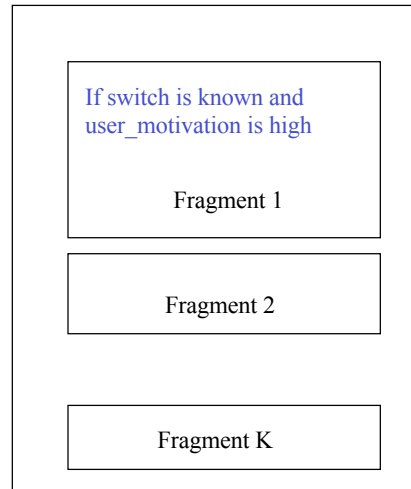 If switch is known and
user_motivation is high
Fragment 1
Fragment 2
Fragment K